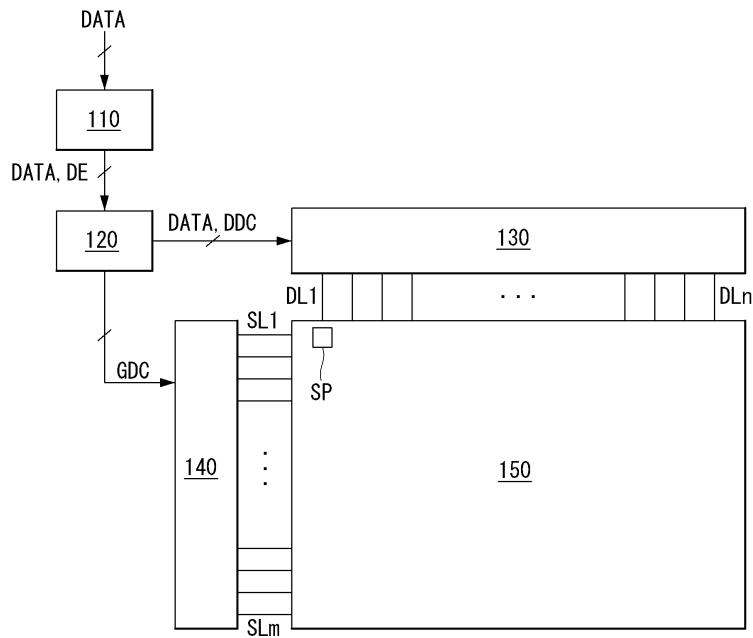 DATA
110
DATA, DE
120
DATA, DDC
130
DL1
. . .
DLn
SL1
SP
GDC
140
150
SLm